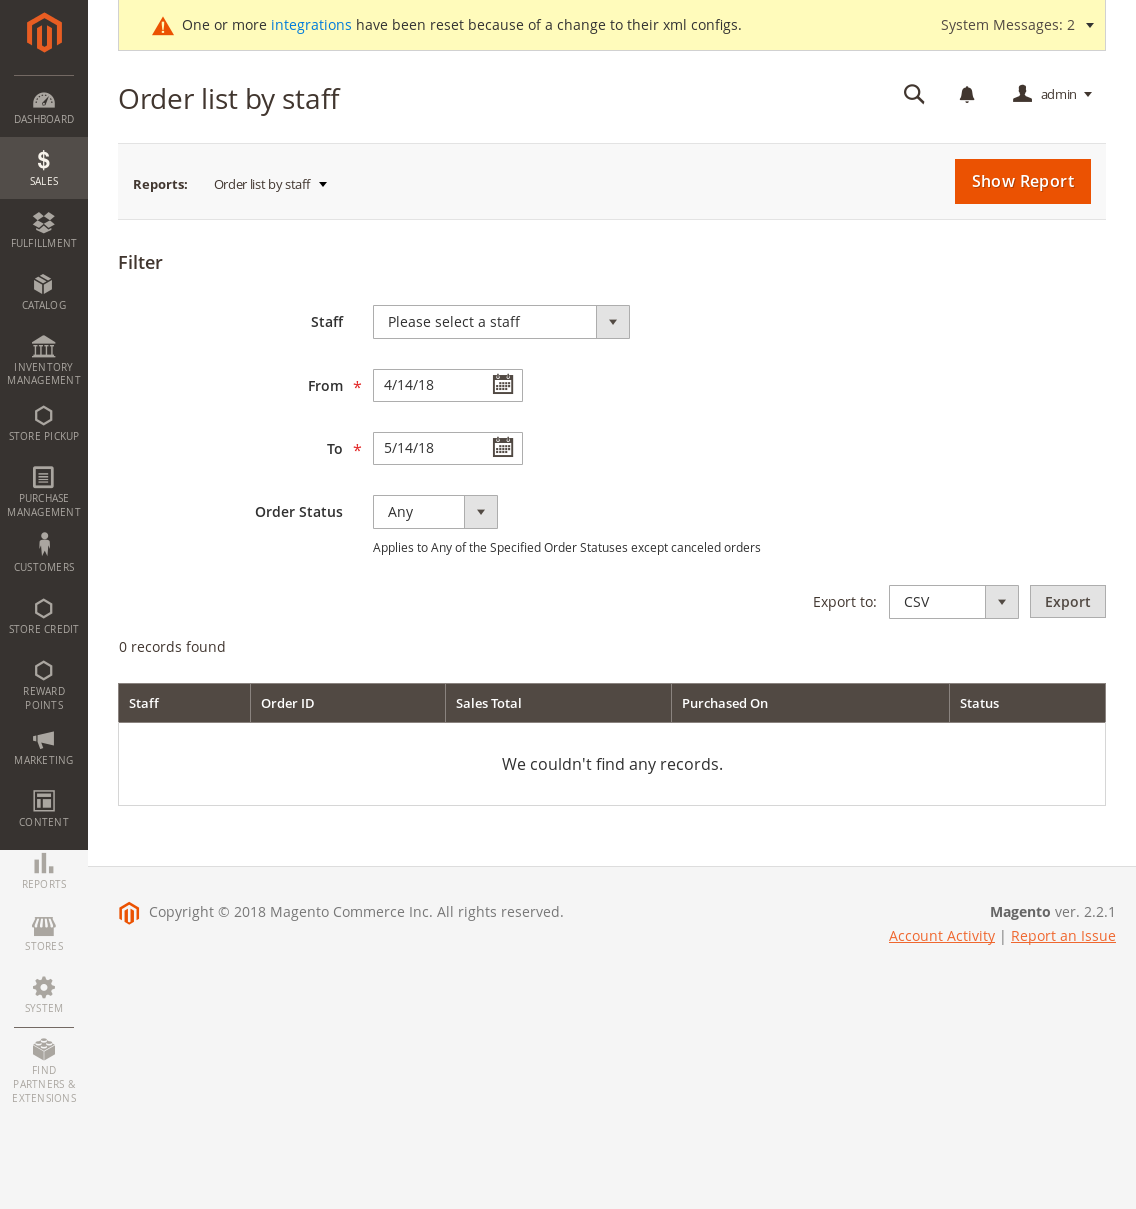 One or more integrations have been reset because of a change to their xml configs.
System Messages: 2
Order list by staff
admin
Reports:
Order list by staff
Show Report
Filter
Staff
Please select a staff
From *
4/14/18
To *
5/14/18
Order Status
Any
Applies to Any of the Specified Order Statuses except canceled orders
Export to:
CSV
Export
0 records found
Staff
Order ID
Sales Total
Purchased On
Status
We couldn't find any records.
Copyright © 2018 Magento Commerce Inc. All rights reserved.
Magento ver. 2.2.1
Account Activity | Report an Issue
DASHBOARD
$
SALES
FULFILLMENT
CATALOG
INVENTORY
MANAGEMENT
STORE PICKUP
PURCHASE
MANAGEMENT
CUSTOMERS
STORE CREDIT
REWARD
POINTS
MARKETING
CONTENT
REPORTS
STORES
SYSTEM
FIND
PARTNERS &
EXTENSIONS